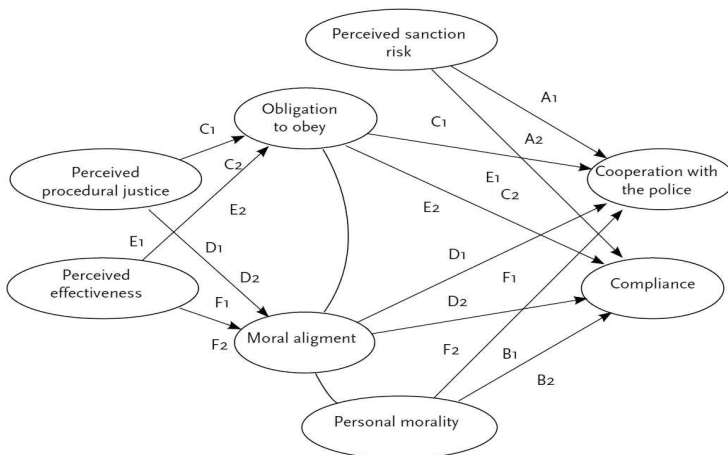 Perceived sanction
risk
A1
Obligation
to obey
C1
C1
A2
Perceived
procedural justice
C2
E1
C2
Cooperation with
the police
E2
E2
E1
D1
D1
Perceived
effectiveness
D2
F1
Compliance
F1
D2
F2
Moral aligment
F2
B1
B2
Personal morality